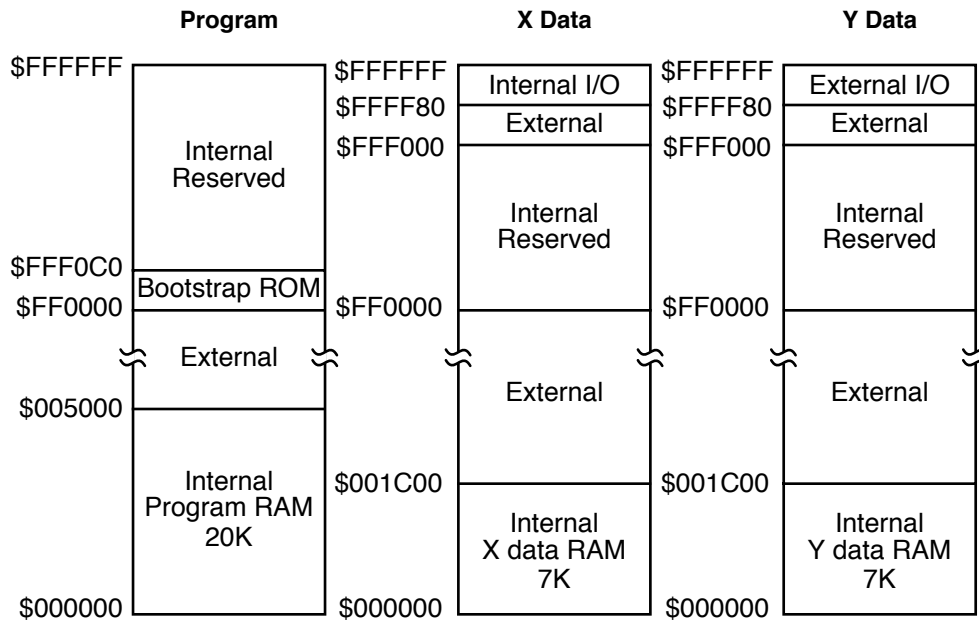 Program
$FFFFFF
Internal
Reserved
$FFF0C0
Bootstrap ROM
$FF0000
External
$005000
Internal
Program RAM
20K
$000000
X Data
$FFFFFF
Internal I/O
$FFFF80
External
$FFF000
Internal
Reserved
$FF0000
External
$001C00
Internal
X data RAM
7K
$000000
Y Data
$FFFFFF
External I/O
$FFFF80
External
$FFF000
Internal
Reserved
$FF0000
External
$001C00
Internal
Y data RAM
7K
$000000